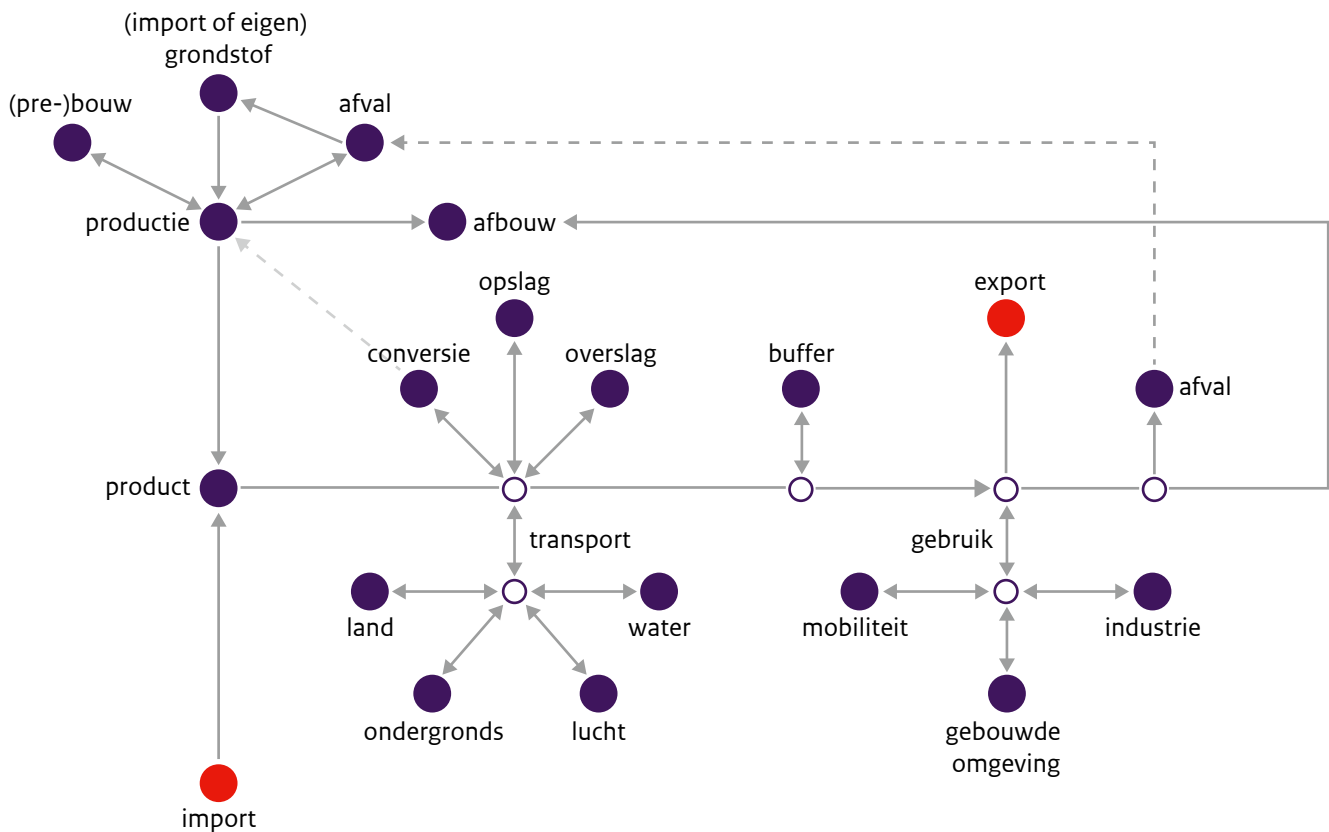 (import of eigen)
grondstof
(pre-)bouw
afval
productie
afbouw
opslag
export
conversie
overslag
buffer
afval
product
transport
gebruik
land
water
mobiliteit
industrie
ondergronds
lucht
gebouwde
omgeving
import